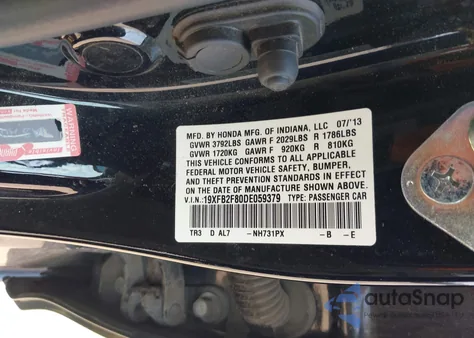 MFD. BY HONDA MFG. OF INDIANA, LLC 07/'13
GVWR 3792LBS GAWR F 2029LBS R 1786LBS
GVWR 1720KG GAWR F 920KG R 810KG
THIS VEHICLE CONFORMS TO ALL APPLICABLE
FEDERAL MOTOR VEHICLE SAFETY, BUMPER,
AND THEFT PREVENTION STANDARDS IN EFFECT
ON THE DATE OF MANUFACTURE SHOWN ABOVE.
V.I.N.: 19XFB2F80DE059379 TYPE: PASSENGER CAR
TR3 D AL7 -NH731PX -B -E
WARNING
autoSnap